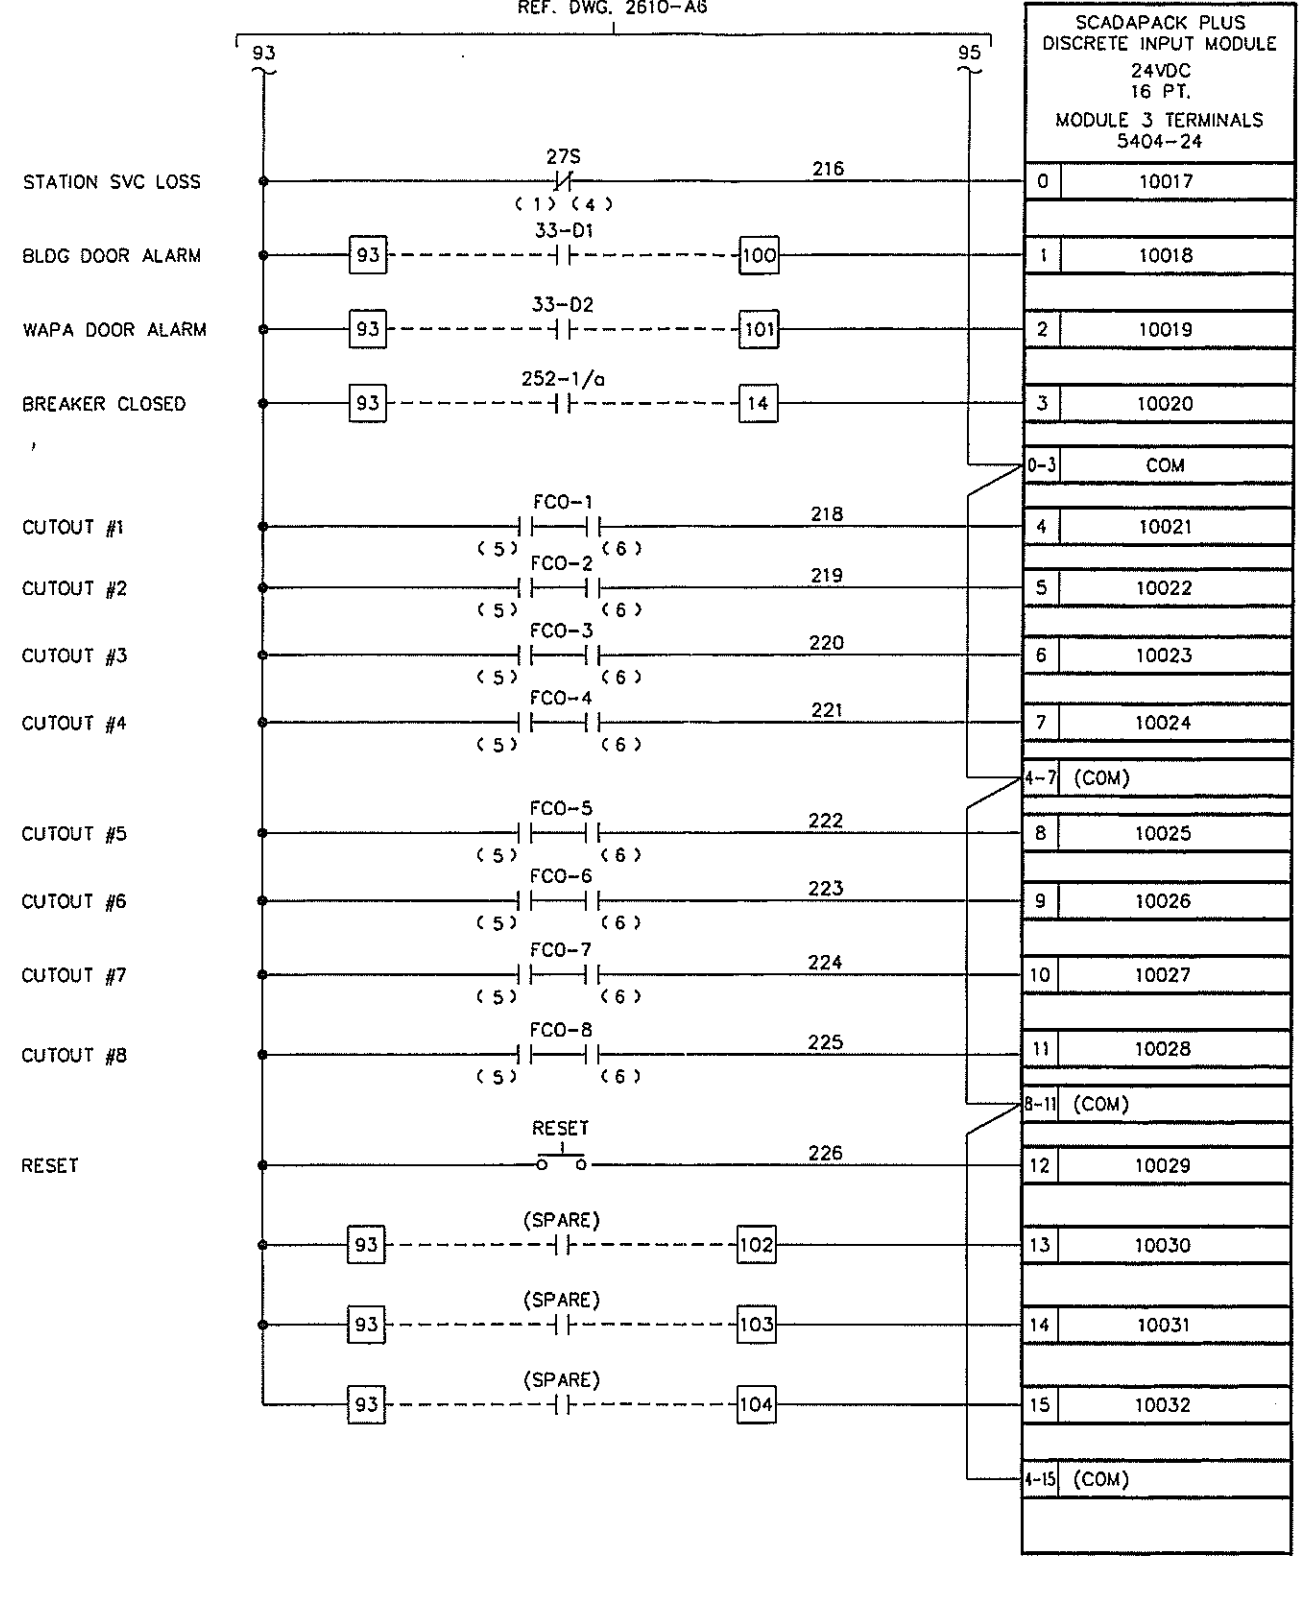 REF. DWG. 2610-A6
93
95
SCADAPACK PLUS
DISCRETE INPUT MODULE
24VDC
16 PT.
MODULE 3 TERMINALS
5404-24
STATION SVC LOSS
27S
(1) (4)
216
0 10017
BLDG DOOR ALARM
93
33-D1
100
1 10018
WAPA DOOR ALARM
93
33-D2
101
2 10019
BREAKER CLOSED
93
252-1/a
14
3 10020
0-3 COM
CUTOUT #1
FCO-1
(5) (6)
218
4 10021
CUTOUT #2
FCO-2
(5) (6)
219
5 10022
CUTOUT #3
FCO-3
(5) (6)
220
6 10023
CUTOUT #4
FCO-4
(5) (6)
221
7 10024
4-7 (COM)
CUTOUT #5
FCO-5
(5) (6)
222
8 10025
CUTOUT #6
FCO-6
(5) (6)
223
9 10026
CUTOUT #7
FCO-7
(5) (6)
224
10 10027
CUTOUT #8
FCO-8
(5) (6)
225
11 10028
8-11 (COM)
RESET
RESET
226
12 10029
93
(SPARE)
102
13 10030
93
(SPARE)
103
14 10031
93
(SPARE)
104
15 10032
4-15 (COM)